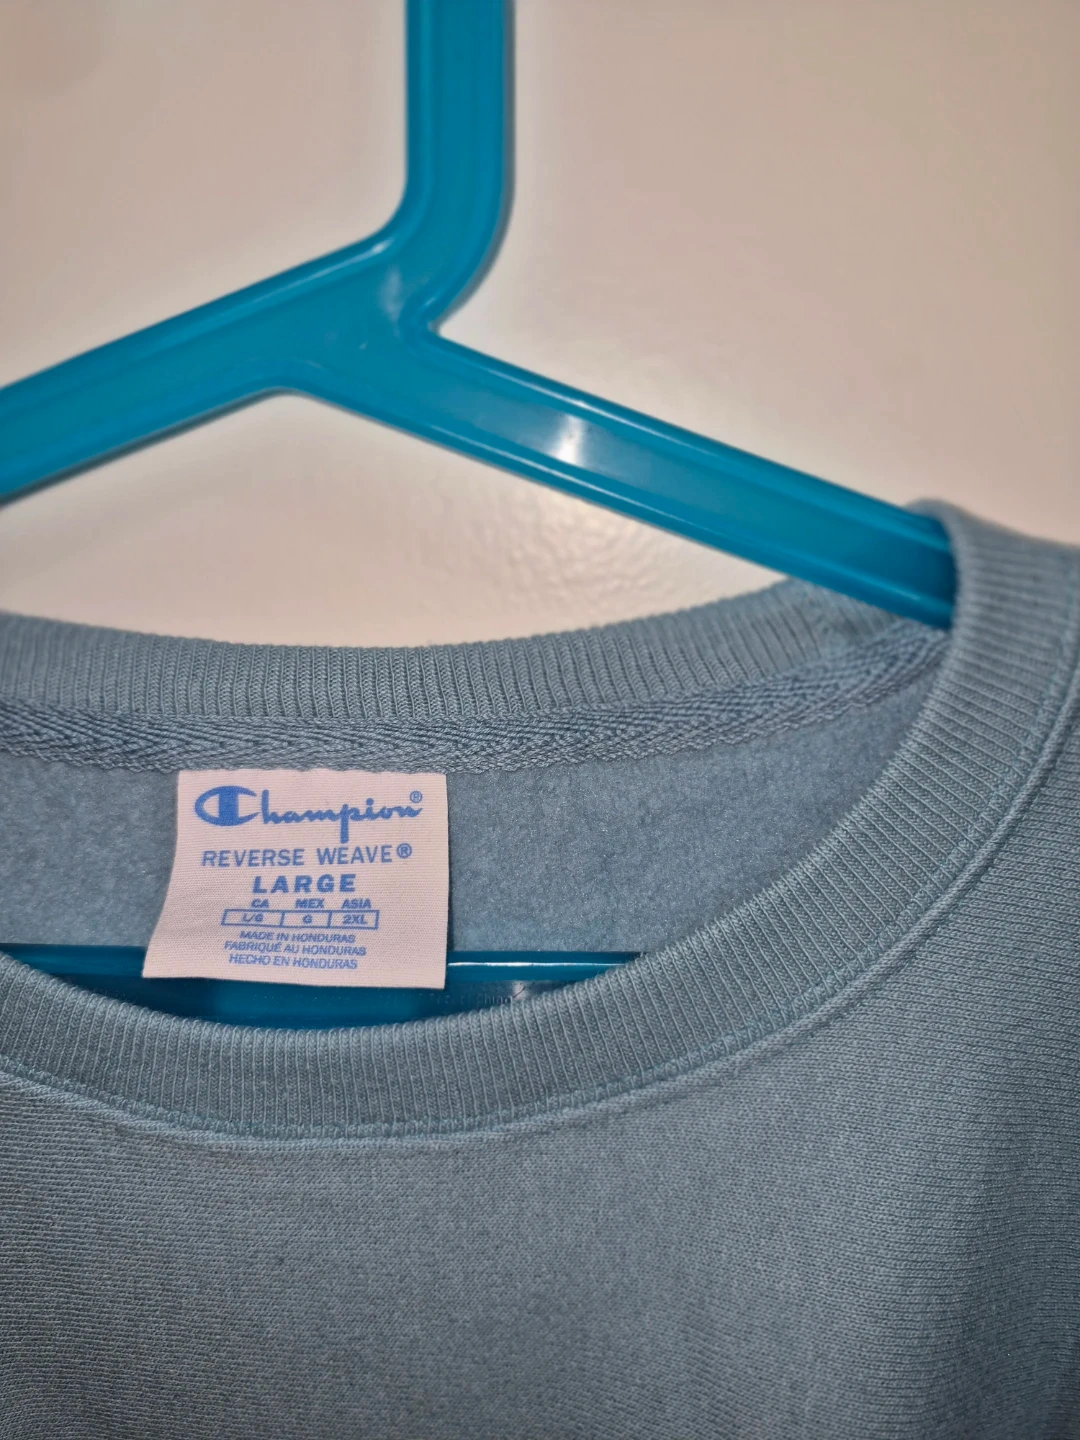 Champion®
REVERSE WEAVE®
LARGE
CA MEX ASIA
L/G G 2XL
MADE IN HONDURAS
FABRIQUÉ AU HONDURAS
HECHO EN HONDURAS